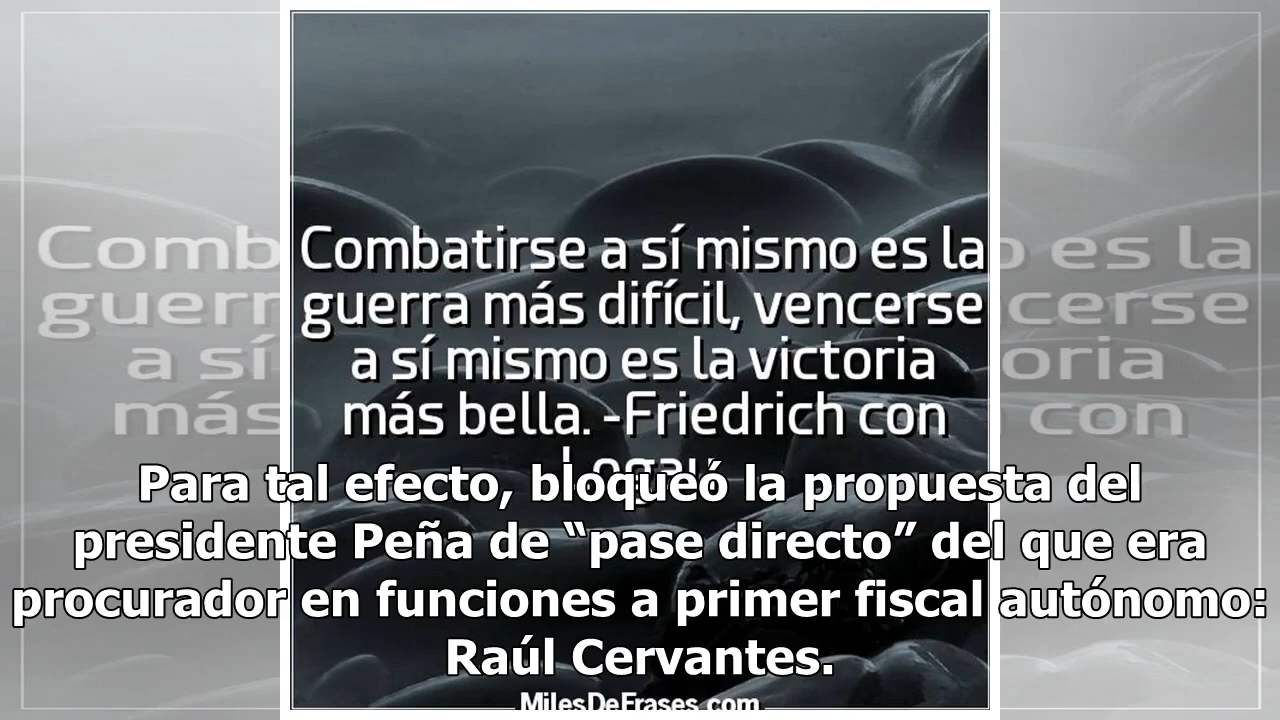 Combatirse a sí mismo es la
guerra más difícil, vencerse
a sí mismo es la victoria
más bella. -Friedrich con
Logau
Para tal efecto, bloqueó la propuesta del
presidente Peña de “pase directo” del que era
procurador en funciones a primer fiscal autónomo:
Raúl Cervantes.
MilesDeFrases.com